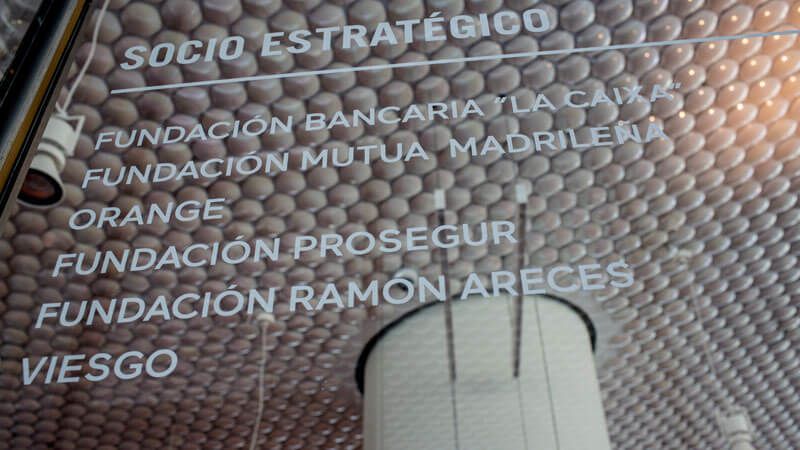 SOCIO ESTRATÉGICO
FUNDACIÓN BANCARIA "LA CAIXA"
FUNDACIÓN MUTUA MADRILEÑA
ORANGE
FUNDACIÓN PROSEGUR
FUNDACIÓN RAMON ARECES
VIESGO